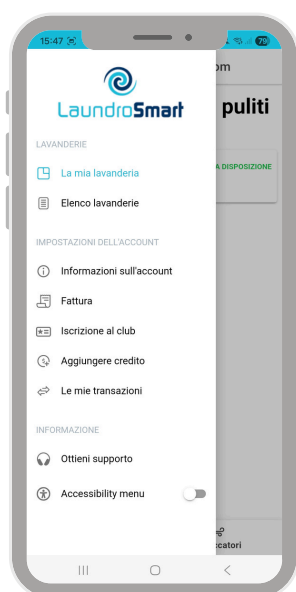 15:47
79
om
LaundroSmart
puliti
LAVANDERIE
La mia lavanderia
A DISPOSIZIONE
Elenco lavanderie
IMPOSTAZIONI DELL'ACCOUNT
Informazioni sull'account
Fattura
Iscrizione al club
Aggiungere credito
Le mie transazioni
INFORMAZIONE
Ottieni supporto
Accessibility menu
ccatori